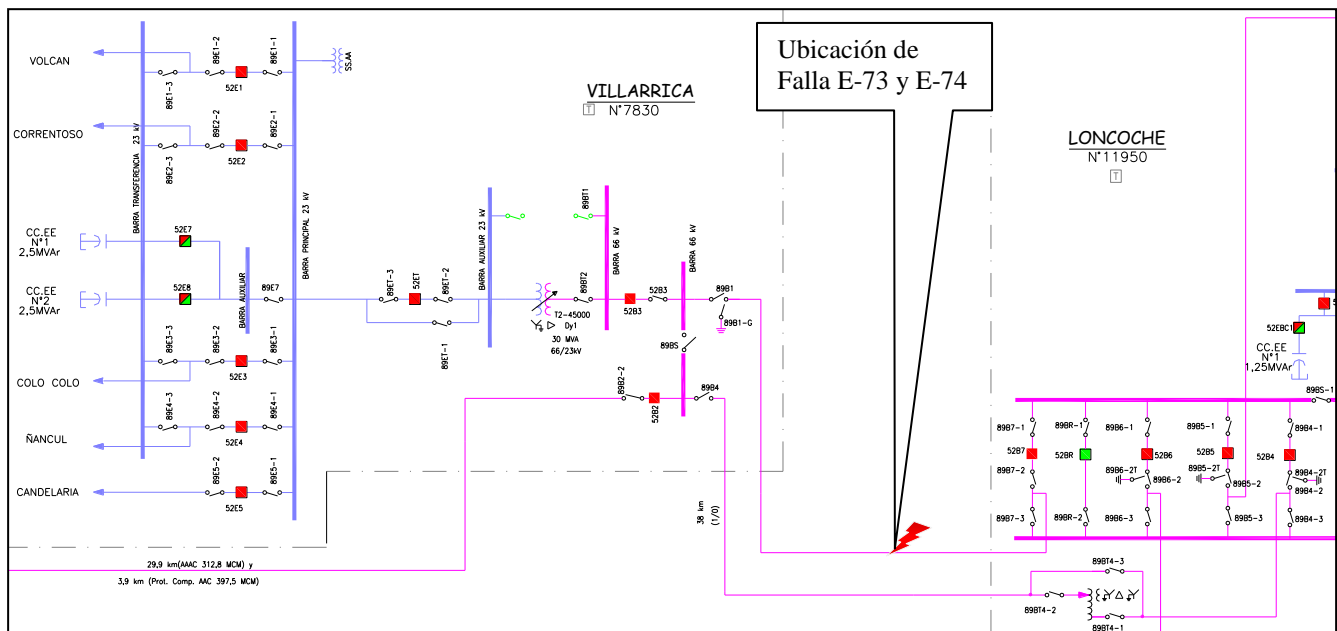 VOLCAN
CORRENTOSO
CC.EE
N°1
2,5MVAr
CC.EE
N°2
2,5MVAr
COLO COLO
ÑANCUL
CANDELARIA
BARRA TRANSFERENCIA 23 kV
89E1-3
89E1-2
52E1
89E1-1
89E2-3
89E2-2
52E2
89E2-1
52E7
52E8
BARRA AUXILIAR
89E7
89E3-3
89E3-2
52E3
89E3-1
89E4-3
89E4-2
52E4
89E4-1
89E5-2
52E5
89E5-1
BARRA PRINCIPAL 23 kV
SS.AA
89ET-3
52ET
89ET-2
89ET-1
BARRA AUXILIAR 23 kV
VILLARRICA
T N°7830
T2-45000
Dy1
30 MVA
66/23kV
89BT1
89BT2
BARRA 66 kV
52B3
52B3
BARRA 66 kV
89B1
89B1-G
89BS
89B2-2
52B2
89B4
29,9 km(AAAC 312,8 MCM) y
3,9 km (Prot. Comp. AAC 397,5 MCM)
38 km
(1/0)
Ubicación de
Falla E-73 y E-74
LONCOCHE
N°11950
T
52EBC1
CC.EE
N°1
1,25MVAr
89BS-1
89B7-1
52B7
89B7-2
89B7-3
89BR-1
52BR
89BR-2
89B6-1
52B6
89B6-2T
89B6-2
89B6-3
89B5-1
52B5
89B5-2T
89B5-2
89B5-3
89B4-1
52B4
89B4-2T
89B4-2
89B4-3
89BT4-3
89BT4-2
89BT4-1